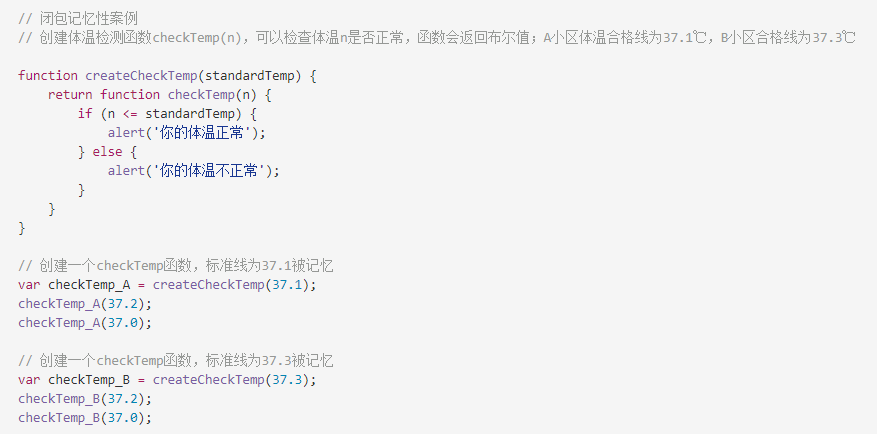 // 闭包记忆性案例
// 创建体温检测函数checkTemp(n)，可以检查体温n是否正常，函数会返回布尔值；A小区体温合格线为37.1℃，B小区合格线为37.3℃
function createCheckTemp(standardTemp) {
    return function checkTemp(n) {
        if (n <= standardTemp) {
            alert('你的体温正常');
        } else {
            alert('你的体温不正常');
        }
    }
}
// 创建一个checkTemp函数，标准线为37.1被记忆
var checkTemp_A = createCheckTemp(37.1);
checkTemp_A(37.2);
checkTemp_A(37.0);
// 创建一个checkTemp函数，标准线为37.3被记忆
var checkTemp_B = createCheckTemp(37.3);
checkTemp_B(37.2);
checkTemp_B(37.0);